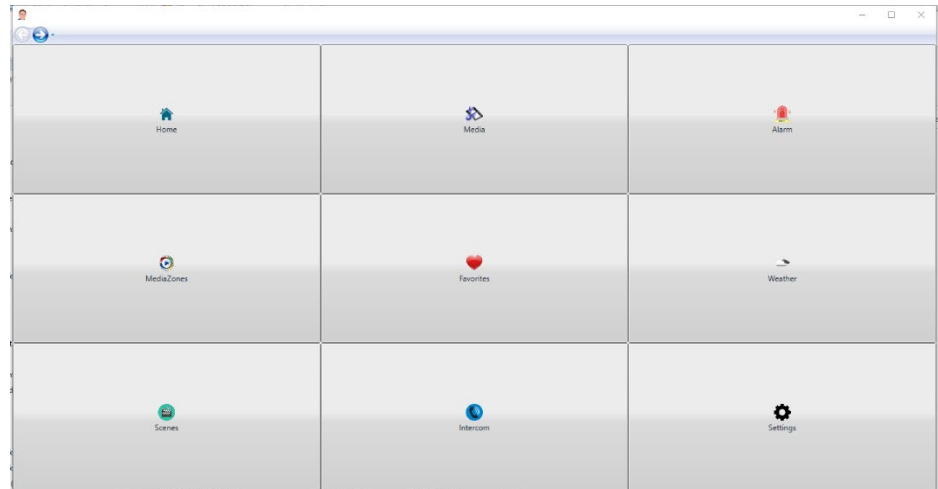 Home
Media
Alarm
MediaZones
Favorites
Weather
Scenes
Intercom
Settings